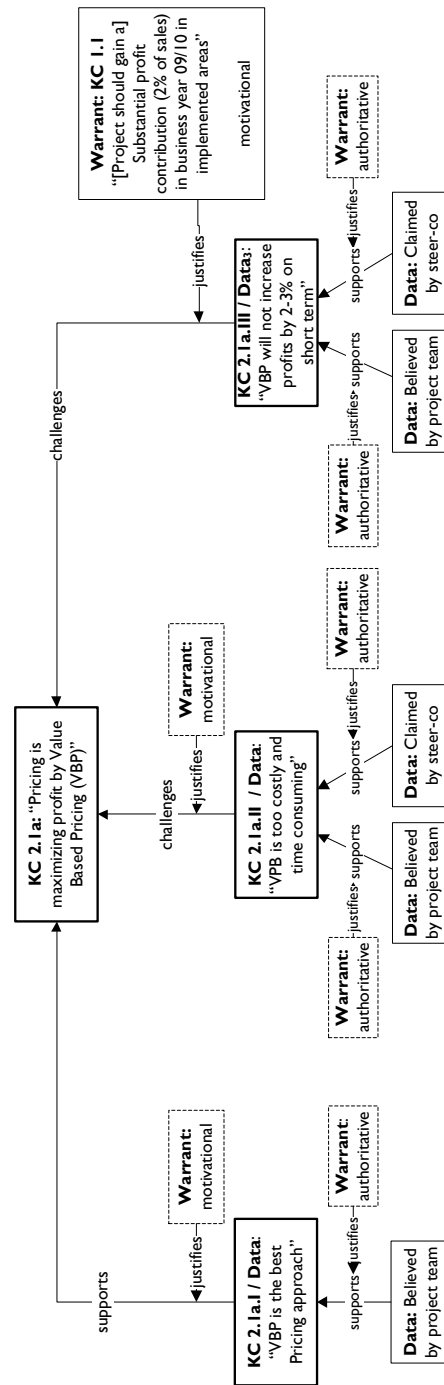 KC 2.1a: “Pricing is
maximizing profit by Value
Based Pricing (VBP)”
supports
challenges
challenges
Warrant:
motivational
justifies
Warrant:
motivational
justifies
Warrant: KC 1.1
“[Project should gain a]
Substantial profit
contribution (2% of sales)
in business year 09/10 in
implemented areas”
motivational
justifies
KC 2.1a.I / Data:
“VBP is the best
Pricing approach”
KC 2.1a.II / Data:
“VPB is too costly and
time consuming”
KC 2.1a.III / Data3:
“VBP will not increase
profits by 2-3% on
short term”
supports
justifies
Warrant:
authoritative
Warrant:
authoritative
justifies
supports
supports
justifies
Warrant:
authoritative
Warrant:
authoritative
justifies
supports
supports
justifies
Warrant:
authoritative
Data: Believed
by project team
Data: Believed
by project team
Data: Claimed
by steer-co
Data: Believed
by project team
Data: Claimed
by steer-co